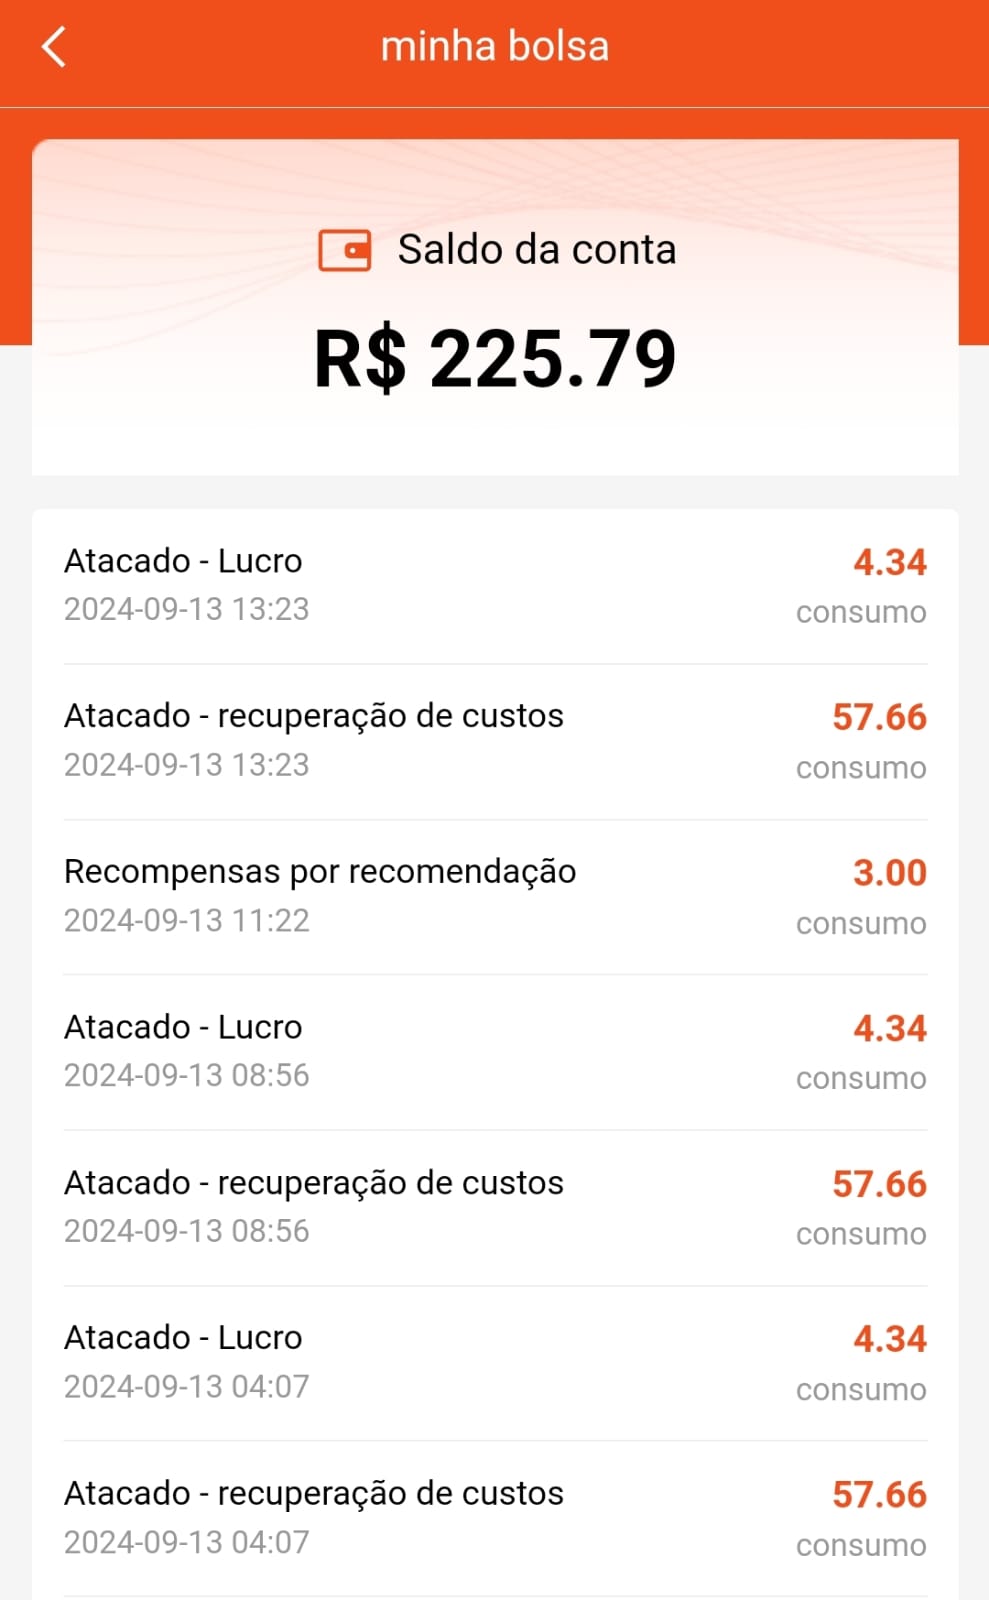 minha bolsa
Saldo da conta
R$ 225.79
Atacado - Lucro
4.34
2024-09-13 13:23
consumo
Atacado - recuperação de custos
57.66
2024-09-13 13:23
consumo
Recompensas por recomendação
3.00
2024-09-13 11:22
consumo
Atacado - Lucro
4.34
2024-09-13 08:56
consumo
Atacado - recuperação de custos
57.66
2024-09-13 08:56
consumo
Atacado - Lucro
4.34
2024-09-13 04:07
consumo
Atacado - recuperação de custos
57.66
2024-09-13 04:07
consumo